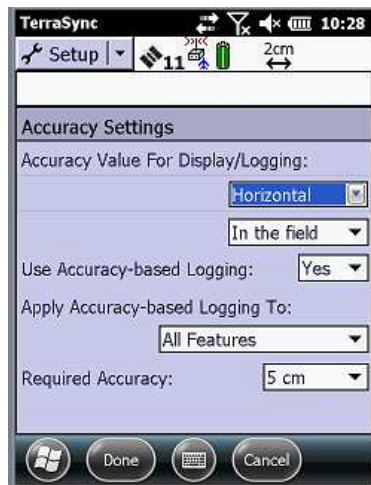 TerraSync 10:28
Setup 11 2cm
Accuracy Settings
Accuracy Value For Display/Logging:
Horizontal
In the field
Use Accuracy-based Logging: Yes
Apply Accuracy-based Logging To:
All Features
Required Accuracy: 5 cm
Done Cancel